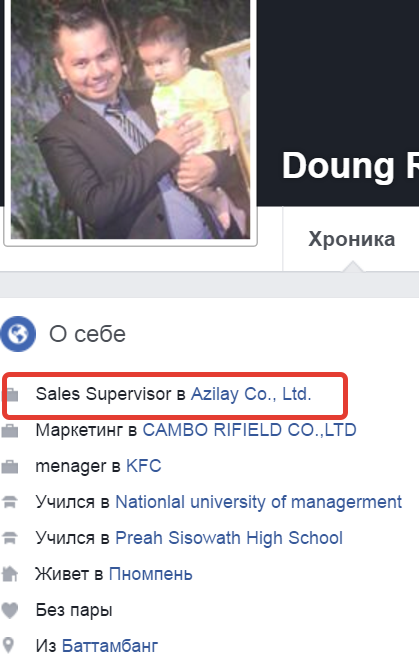 Doung R
Хроника
О себе
Sales Supervisor в Azilay Co., Ltd.
Маркетинг в CAMBO RIFIELD CO.,LTD
menager в KFC
Учился в Nationlal university of managerment
Учился в Preah Sisowath High School
Живет в Пномпень
Без пары
Из Баттамбанг